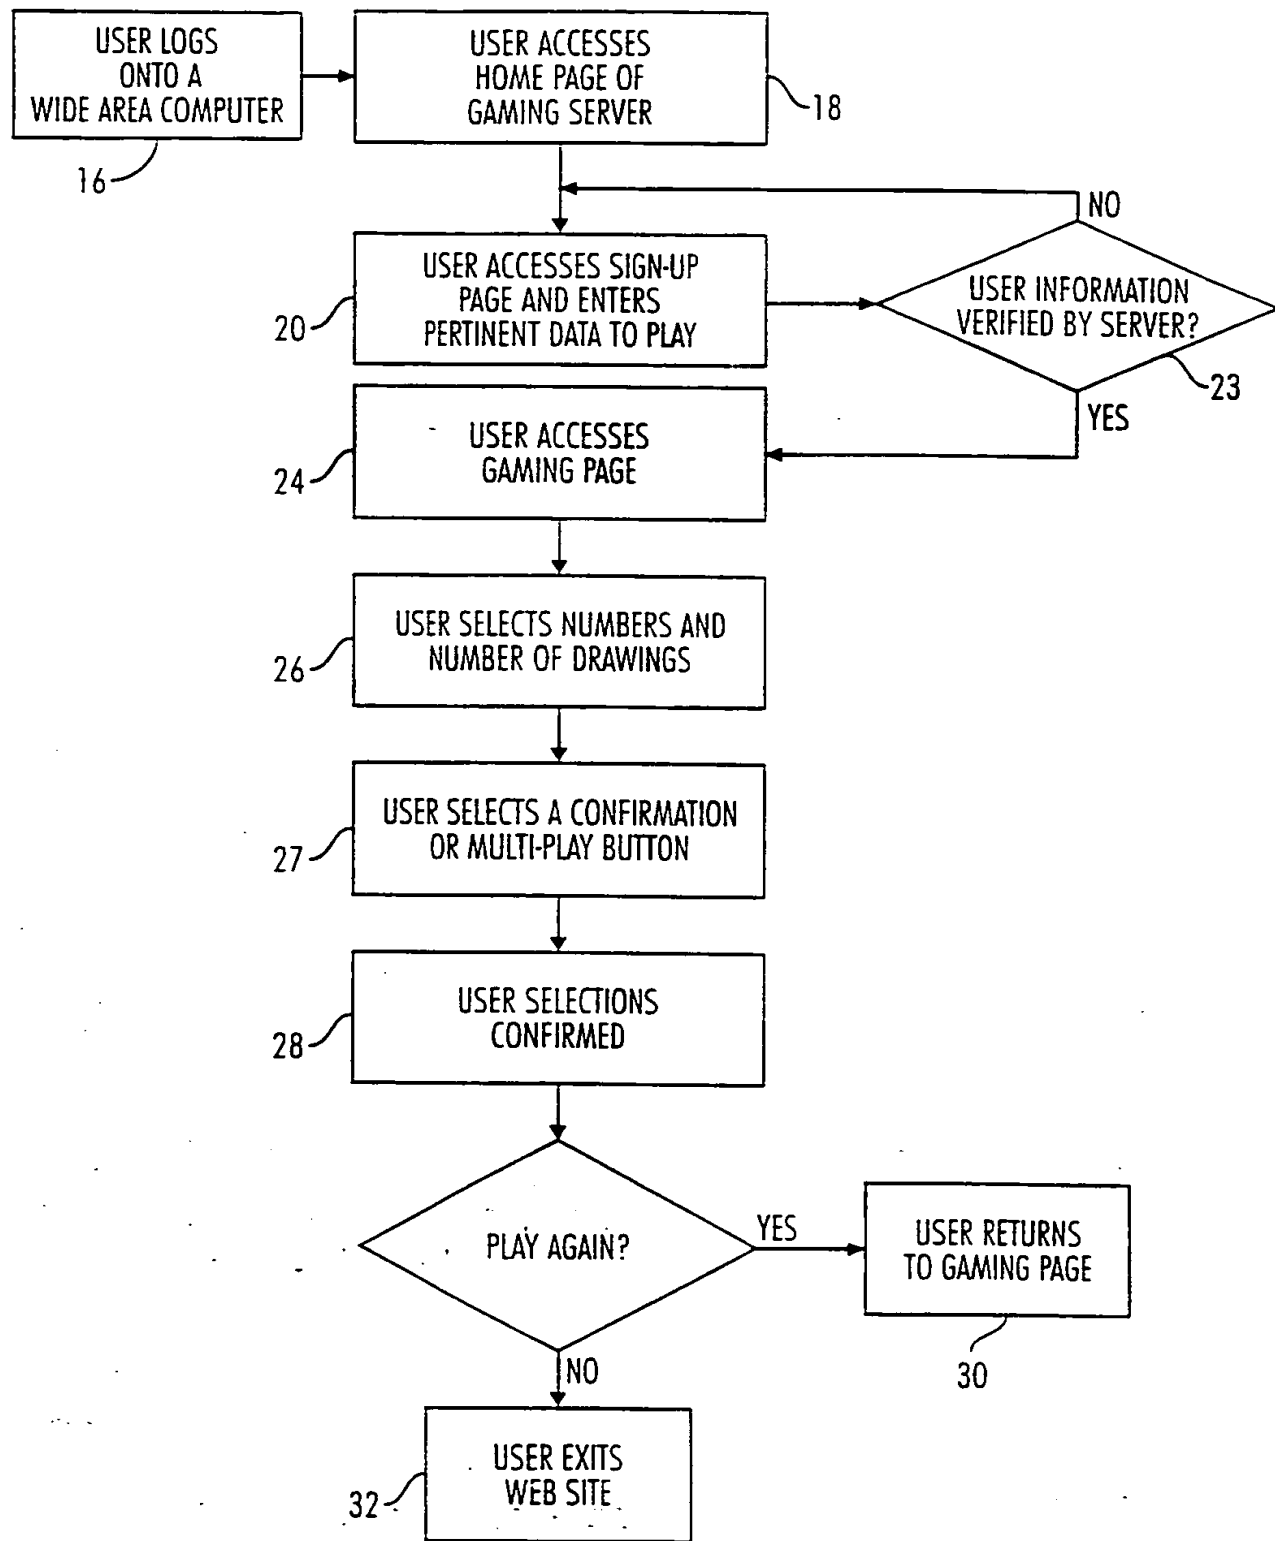 USER LOGS
ONTO A
WIDE AREA COMPUTER
16
USER ACCESSES
HOME PAGE OF
GAMING SERVER
18
NO
USER ACCESSES SIGN-UP
PAGE AND ENTERS
PERTINENT DATA TO PLAY
20
USER INFORMATION
VERIFIED BY SERVER?
23
YES
USER ACCESSES
GAMING PAGE
24
USER SELECTS NUMBERS AND
NUMBER OF DRAWINGS
26
USER SELECTS A CONFIRMATION
OR MULTI-PLAY BUTTON
27
USER SELECTIONS
CONFIRMED
28
PLAY AGAIN?
YES
USER RETURNS
TO GAMING PAGE
30
NO
USER EXITS
WEB SITE
32